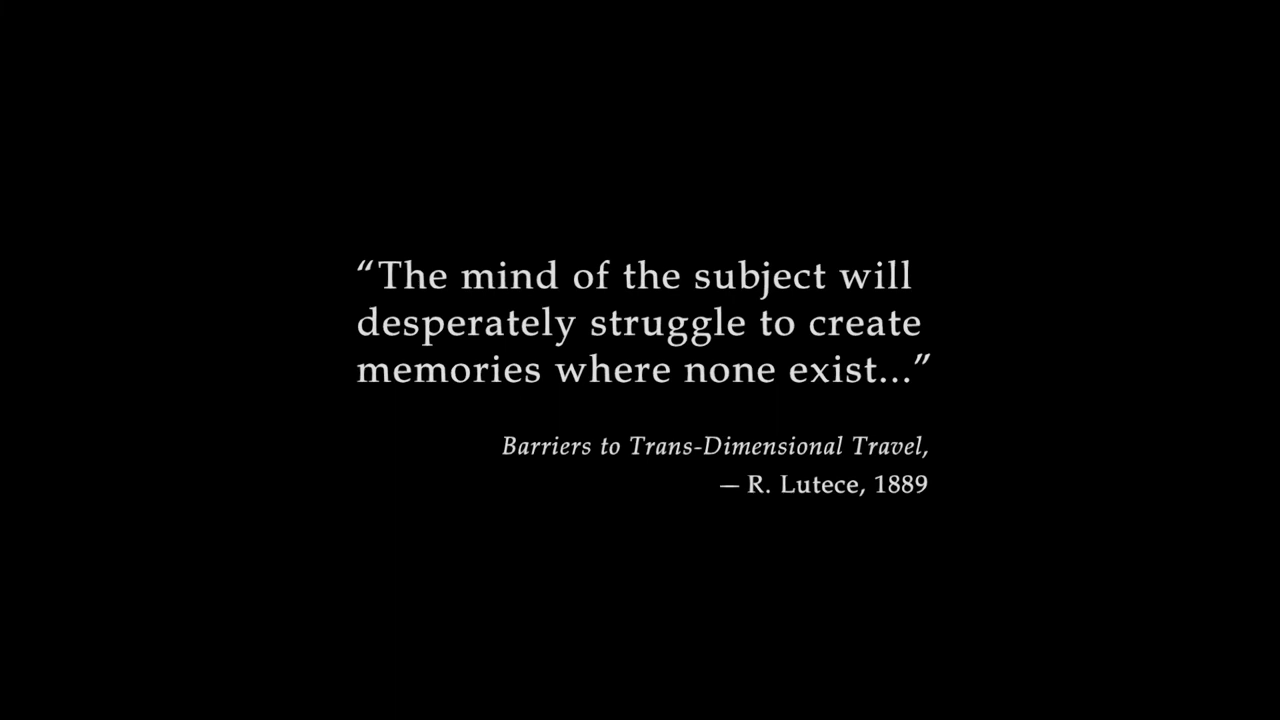 “The mind of the subject will
desperately struggle to create
memories where none exist...”
Barriers to Trans-Dimensional Travel,
— R. Lutece, 1889